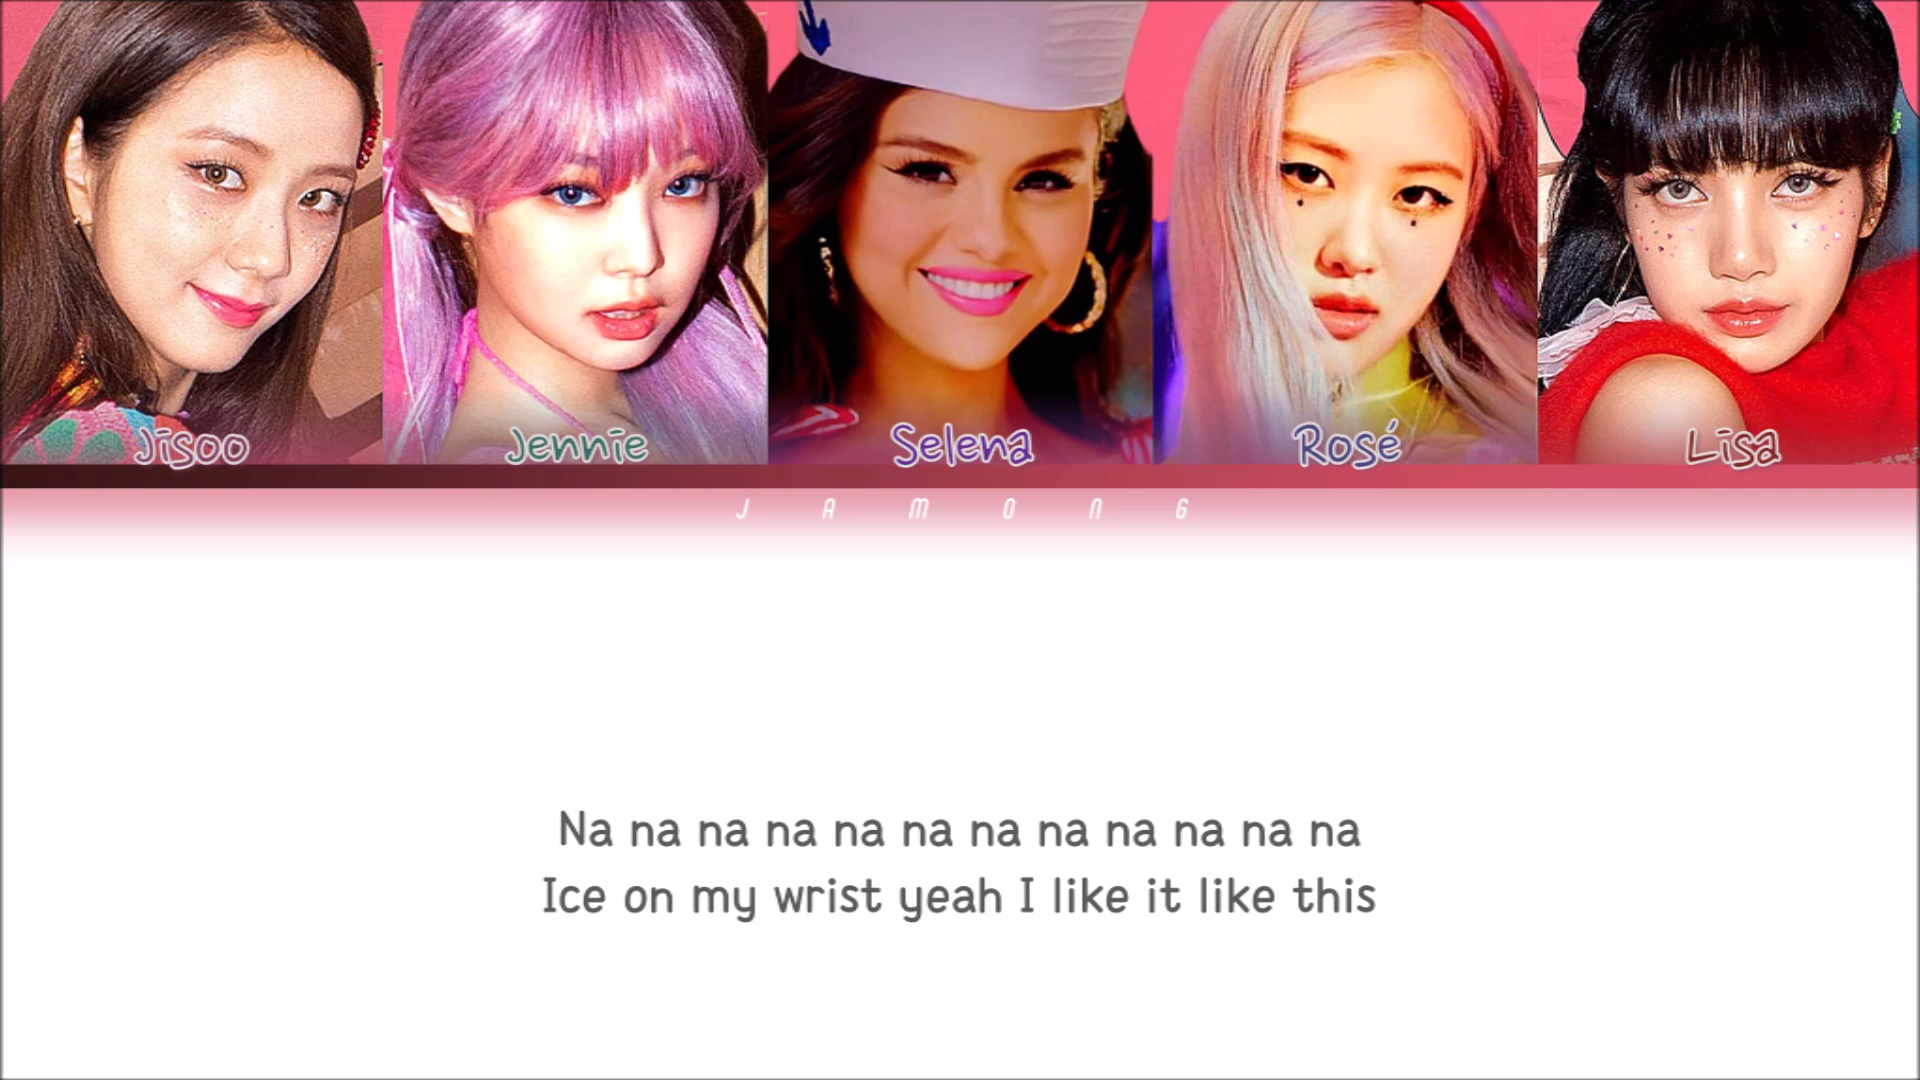 Jisoo Jennie Selena Rosé Lisa
JAMONG
Na na na na na na na na na na na na
Ice on my wrist yeah I like it like this